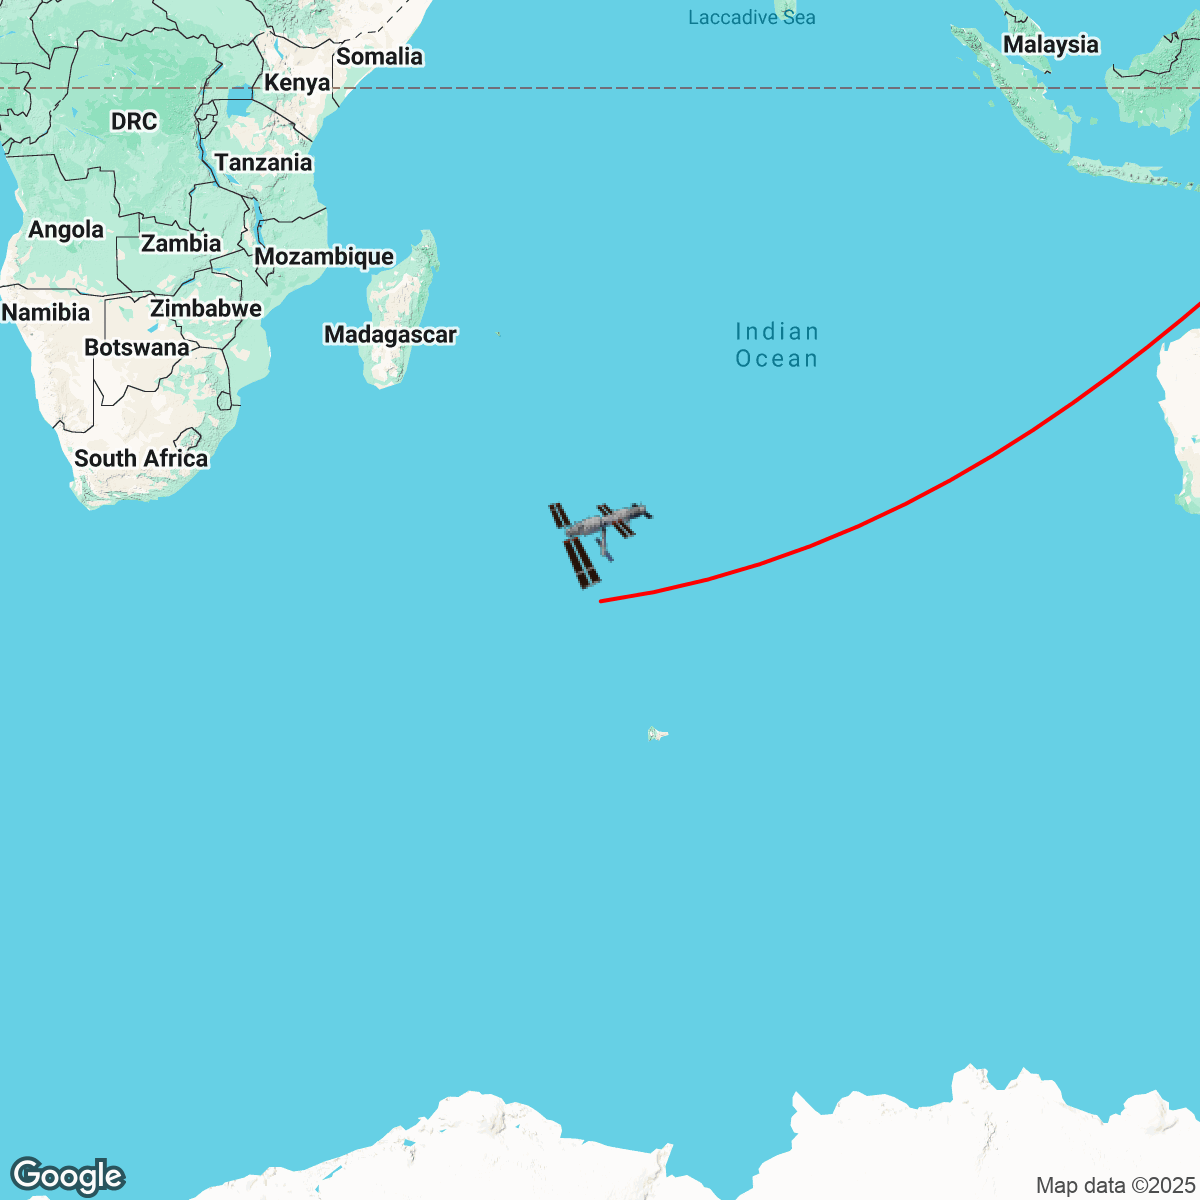 Laccadive Sea
Malaysia
Somalia
Kenya
DRC
Tanzania
Angola
Zambia
Mozambique
Namibia
Zimbabwe
Madagascar
Botswana
Indian
Ocean
South Africa
Google
Map data ©2025